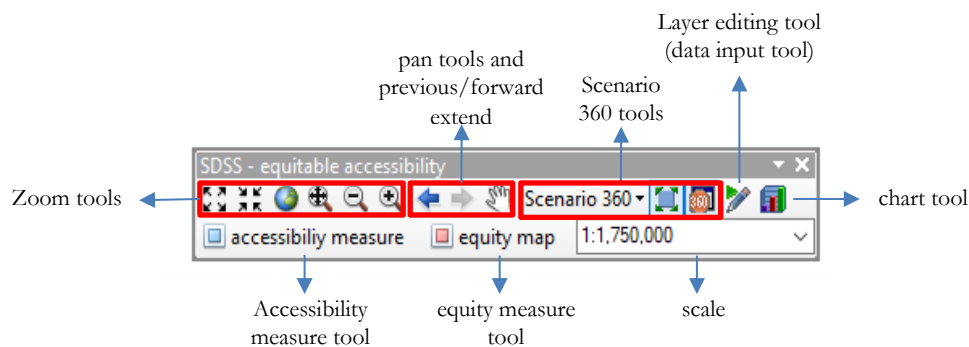 Layer editing tool
(data input tool)
pan tools and
previous/forward
extend
Scenario
360 tools
SDSS - equitable accessibility
Zoom tools
Scenario 360
360
chart tool
accessibiliy measure
equity map
1:1,750,000
Accessibility
measure tool
equity measure
tool
scale